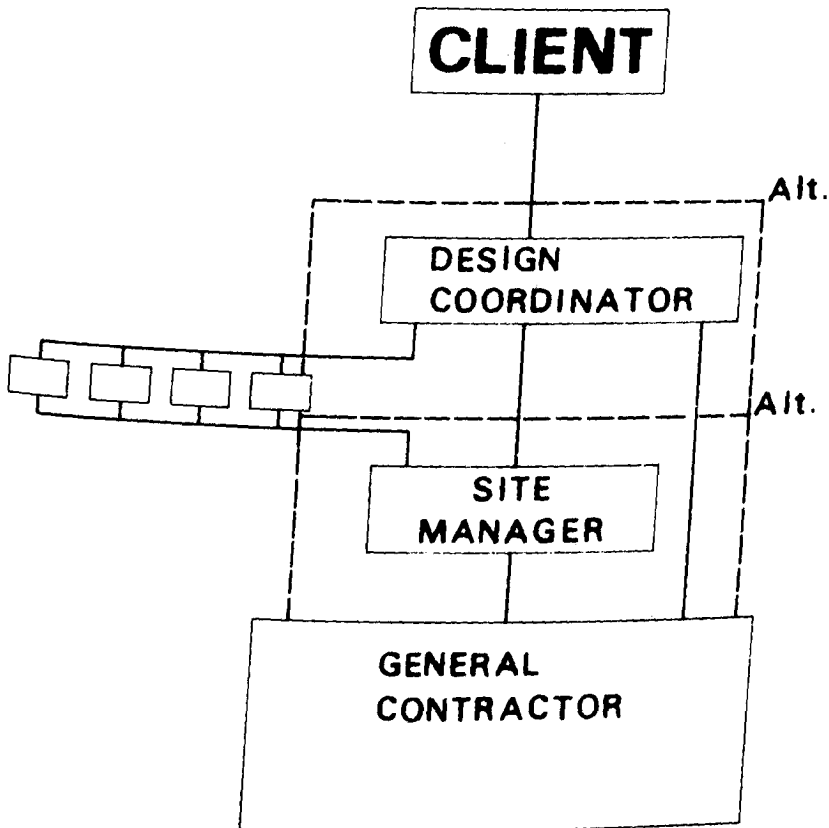 CLIENT
Alt.
DESIGN
COORDINATOR
Alt.
SITE
MANAGER
GENERAL
CONTRACTOR